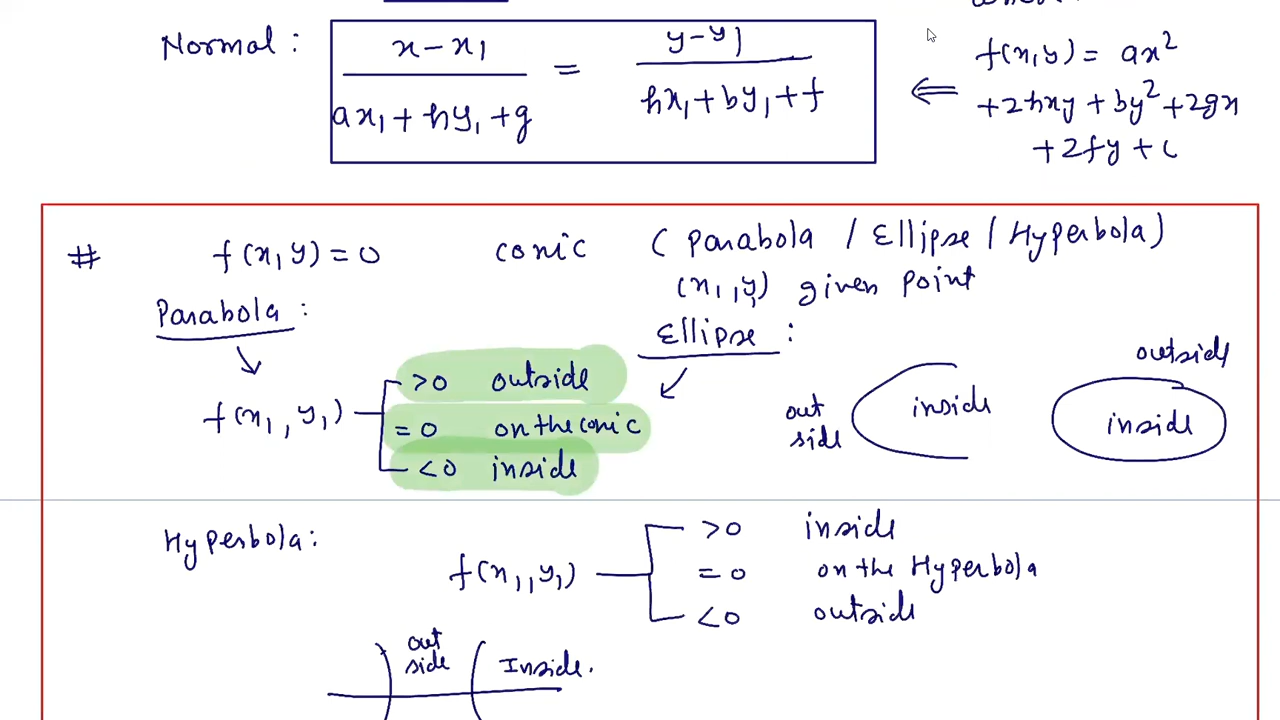 Normal : x-x₁ / ax₁+hy₁+g = y-y₁ / hx₁+by₁+f
f(x,y) = ax²
⇐ +2hxy + by² +2gx
+2fy + c
# f(x,y) = 0 conic ( Parabola / Ellipse / Hyperbola)
(x₁,y₁) given point
Parabola :
Ellipse :
f(x₁,y₁)
>0 outside
=0 on the conic
<0 inside
out
side
inside
outside
inside
Hyperbola:
f(x₁,y₁)
>0 inside
=0 on the Hyperbola
<0 outside
out
side
Inside.